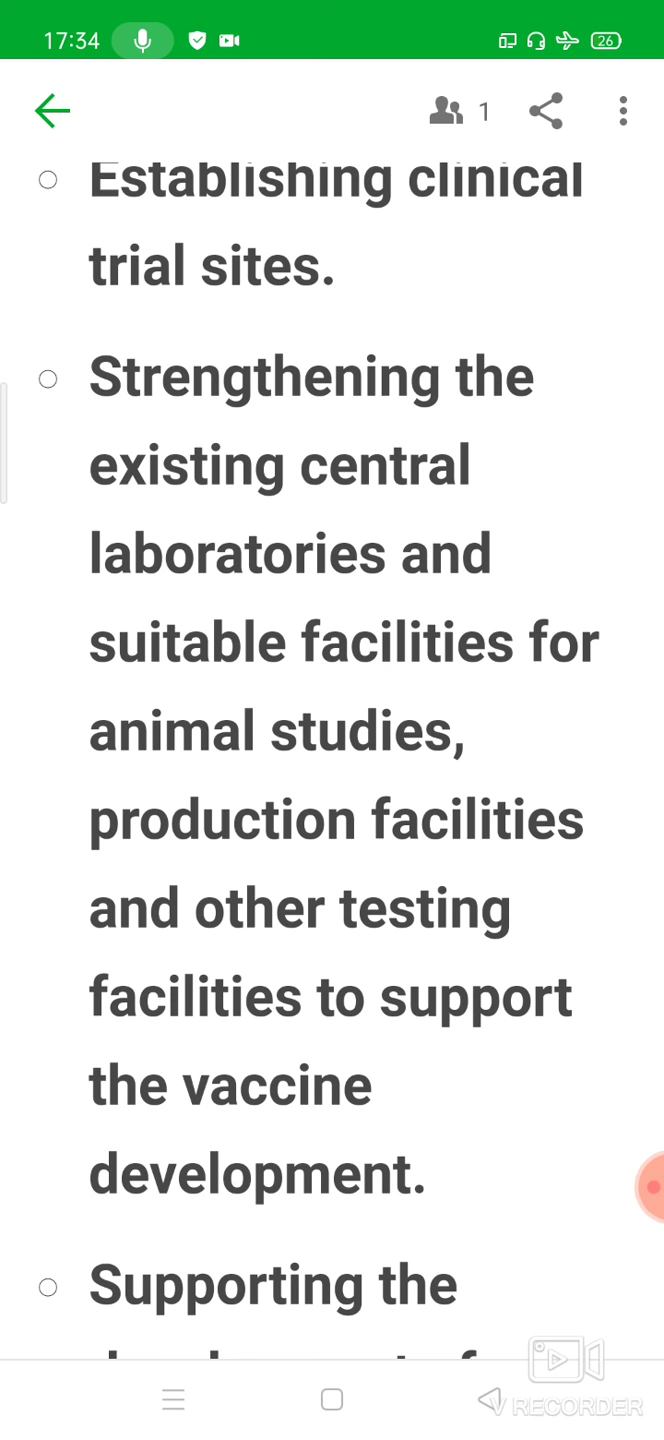 17:34
26
1
Establishing clinical
trial sites.
Strengthening the
existing central
laboratories and
suitable facilities for
animal studies,
production facilities
and other testing
facilities to support
the vaccine
development.
Supporting the
V RECORDER